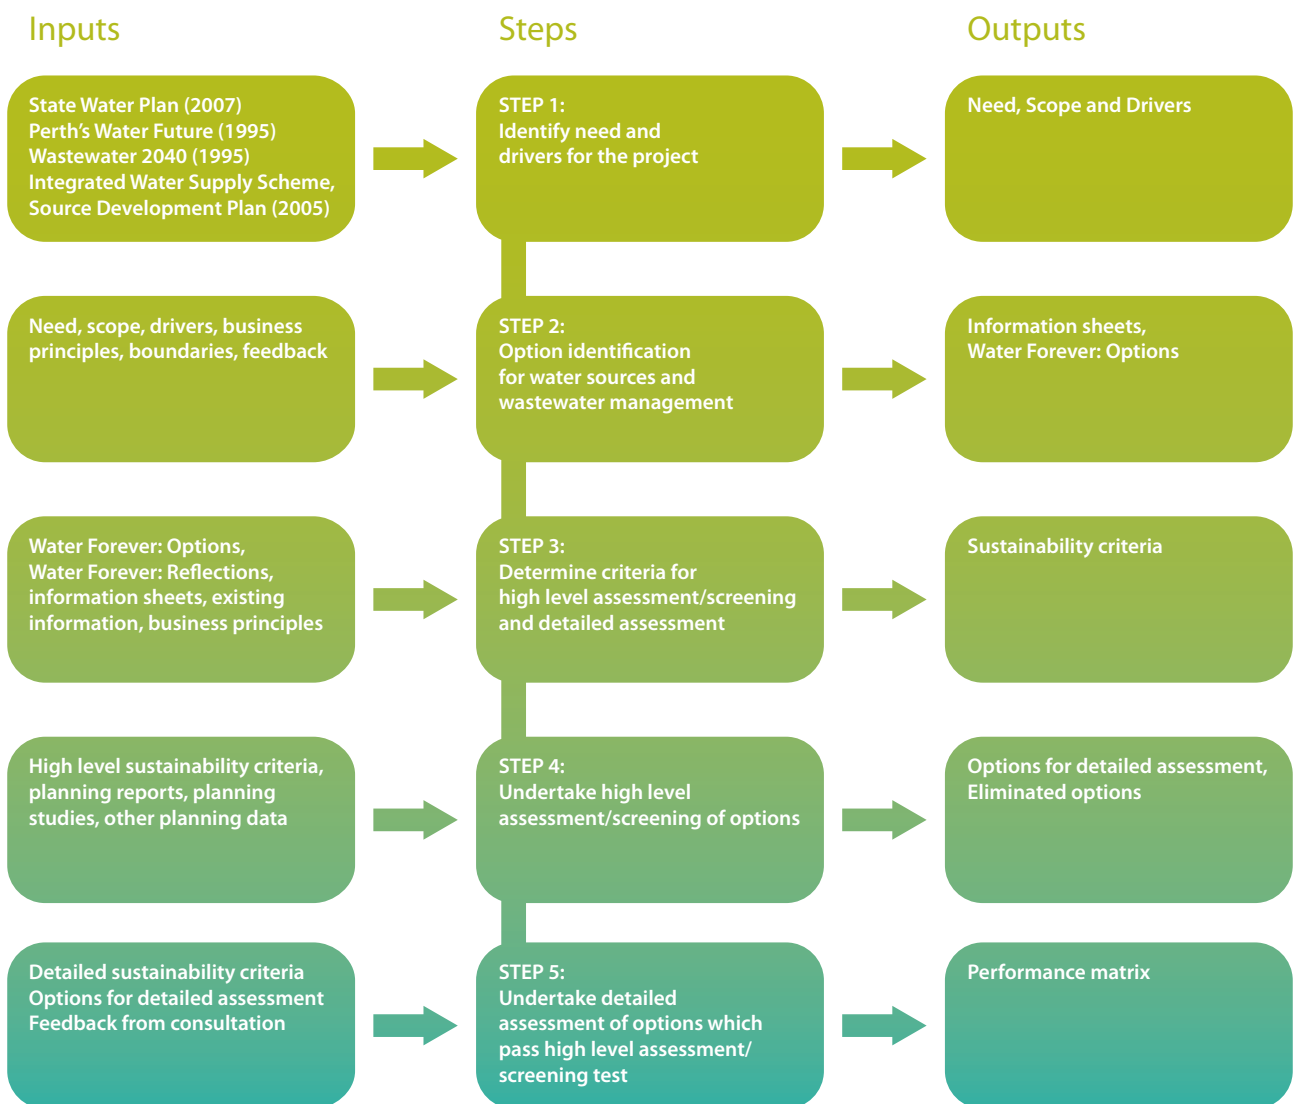 Inputs
Steps
Outputs
State Water Plan (2007)
Perth's Water Future (1995)
Wastewater 2040 (1995)
Integrated Water Supply Scheme,
Source Development Plan (2005)
STEP 1:
Identify need and
drivers for the project
Need, Scope and Drivers
Need, scope, drivers, business
principles, boundaries, feedback
STEP 2:
Option identification
for water sources and
wastewater management
Information sheets,
Water Forever: Options
Water Forever: Options,
Water Forever: Reflections,
information sheets, existing
information, business principles
STEP 3:
Determine criteria for
high level assessment/screening
and detailed assessment
Sustainability criteria
High level sustainability criteria,
planning reports, planning
studies, other planning data
STEP 4:
Undertake high level
assessment/screening of options
Options for detailed assessment,
Eliminated options
Detailed sustainability criteria
Options for detailed assessment
Feedback from consultation
STEP 5:
Undertake detailed
assessment of options which
pass high level assessment/
screening test
Performance matrix